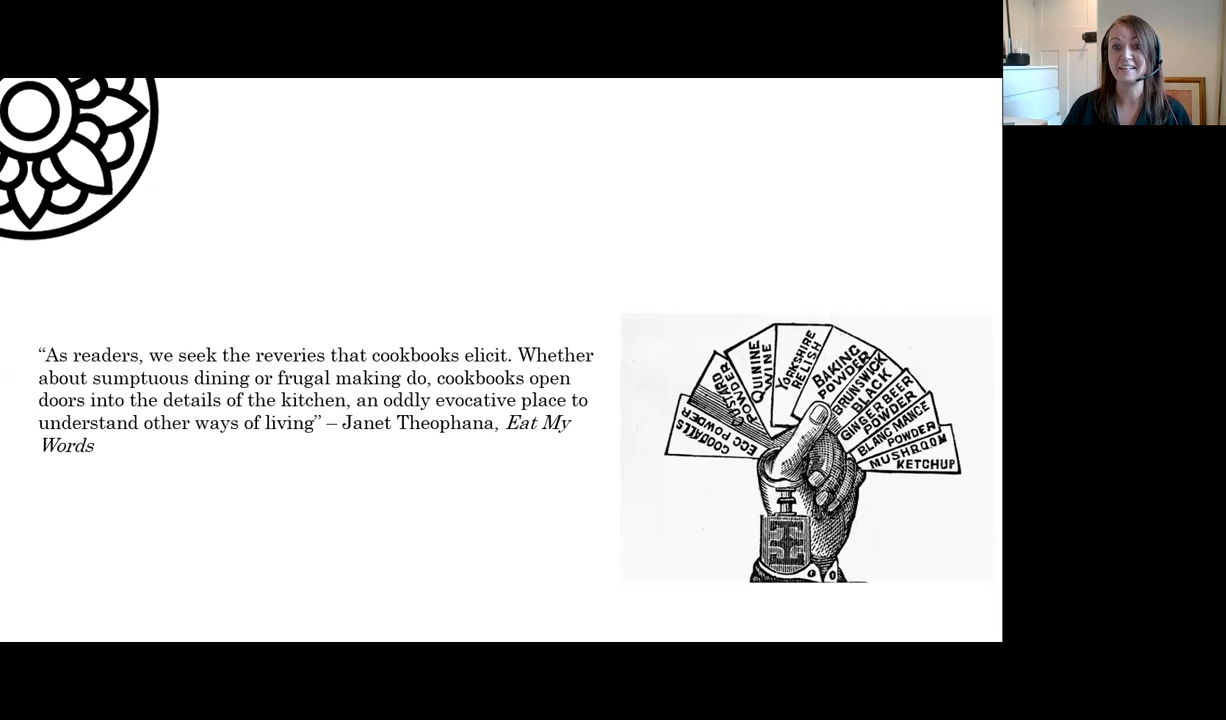 “As readers, we seek the reveries that cookbooks elicit. Whether
about sumptuous dining or frugal making do, cookbooks open
doors into the details of the kitchen, an oddly evocative place to
understand other ways of living” – Janet Theophana, Eat My
Words
GOODALLS
EGG POWDER
CUSTARD
POWDER
QUININE
WINE
YORKSHIRE
RELISH
BAKING
POWDER
BRUNSWICK
BLACK
GINGER BEER
POWDER
BLANC MANGE
POWDER
MUSHROOM
KETCHUP